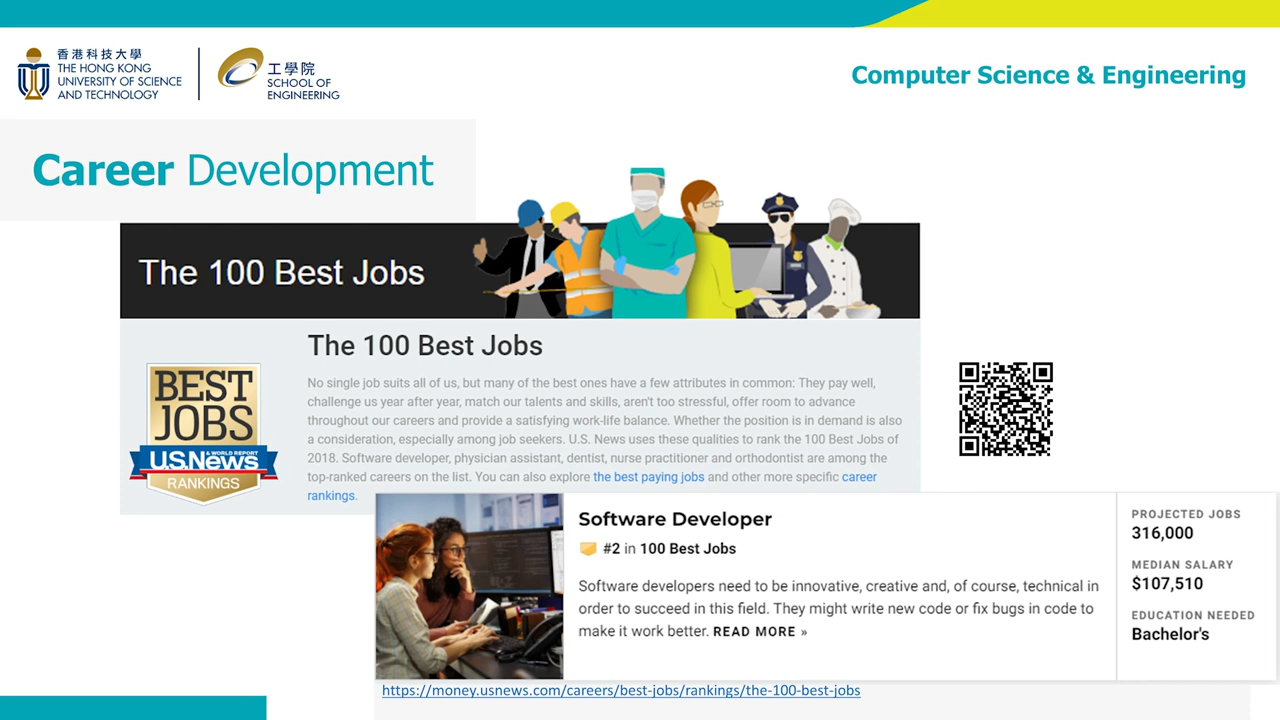 香港科技大學
THE HONG KONG
UNIVERSITY OF SCIENCE
AND TECHNOLOGY
工學院
SCHOOL OF
ENGINEERING
Computer Science & Engineering
Career Development
The 100 Best Jobs
The 100 Best Jobs
No single job suits all of us, but many of the best ones have a few attributes in common: They pay well,
challenge us year after year, match our talents and skills, aren't too stressful, offer room to advance
throughout our careers and provide a satisfying work-life balance. Whether the position is in demand is also
a consideration, especially among job seekers. U.S. News uses these qualities to rank the 100 Best Jobs of
2018. Software developer, physician assistant, dentist, nurse practitioner and orthodontist are among the
top-ranked careers on the list. You can also explore the best paying jobs and other more specific career
rankings.
BEST
JOBS
U.S.News
& WORLD REPORT
RANKINGS
Software Developer
#2 in 100 Best Jobs
Software developers need to be innovative, creative and, of course, technical in
order to succeed in this field. They might write new code or fix bugs in code to
make it work better. READ MORE »
PROJECTED JOBS
316,000
MEDIAN SALARY
$107,510
EDUCATION NEEDED
Bachelor's
https://money.usnews.com/careers/best-jobs/rankings/the-100-best-jobs